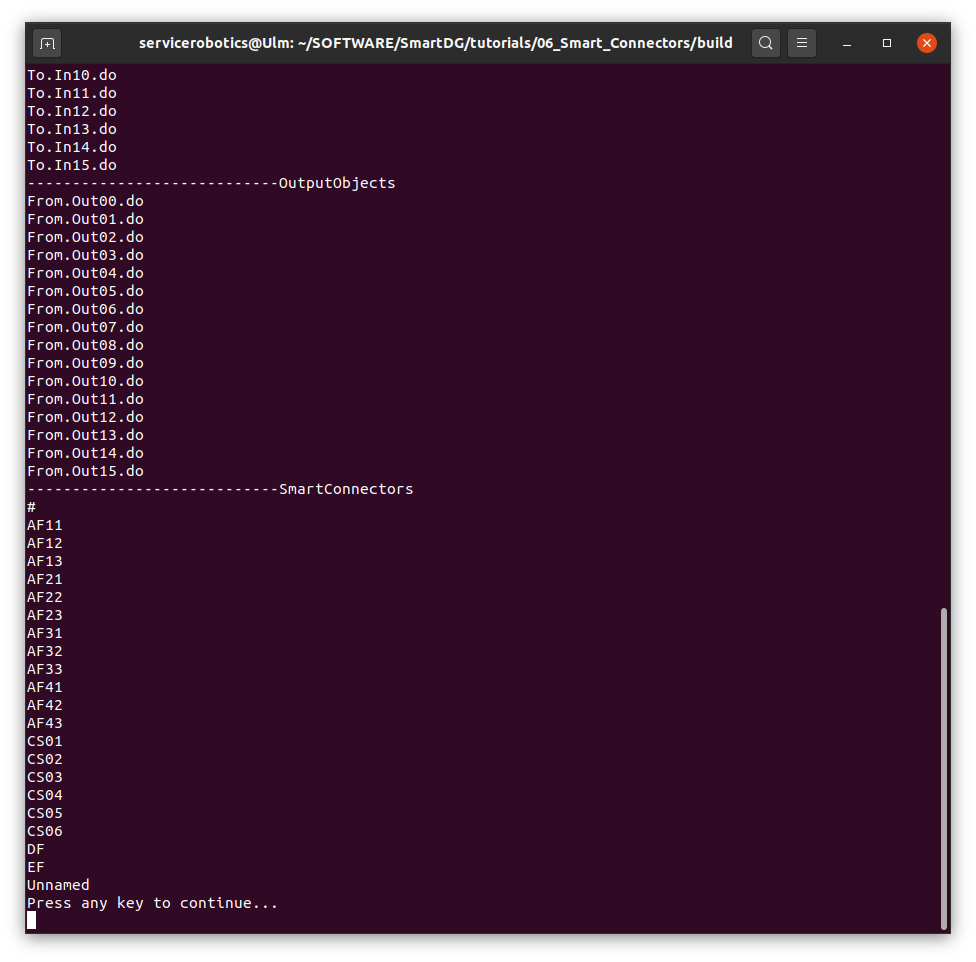 servicerobotics@Ulm: ~/SOFTWARE/SmartDG/tutorials/06_Smart_Connectors/build
To.In10.do
To.In11.do
To.In12.do
To.In13.do
To.In14.do
To.In15.do
----------------------------OutputObjects
From.Out00.do
From.Out01.do
From.Out02.do
From.Out03.do
From.Out04.do
From.Out05.do
From.Out06.do
From.Out07.do
From.Out08.do
From.Out09.do
From.Out10.do
From.Out11.do
From.Out12.do
From.Out13.do
From.Out14.do
From.Out15.do
----------------------------SmartConnectors
#
AF11
AF12
AF13
AF21
AF22
AF23
AF31
AF32
AF33
AF41
AF42
AF43
CS01
CS02
CS03
CS04
CS05
CS06
DF
EF
Unnamed
Press any key to continue...